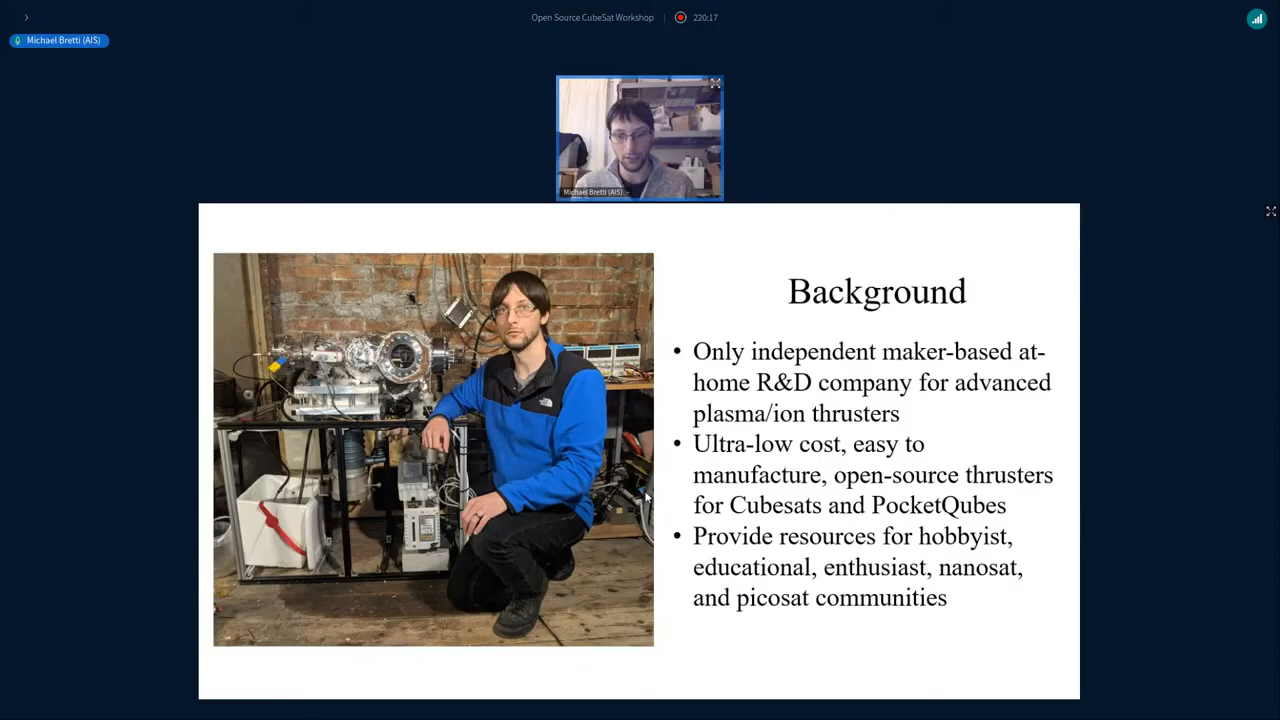 Open Source CubeSat Workshop
220:17
Michael Bretti (AIS)
Michael Bretti (AIS)
Background
• Only independent maker-based at-
home R&D company for advanced
plasma/ion thrusters
• Ultra-low cost, easy to
manufacture, open-source thrusters
for Cubesats and PocketQubes
• Provide resources for hobbyist,
educational, enthusiast, nanosat,
and picosat communities